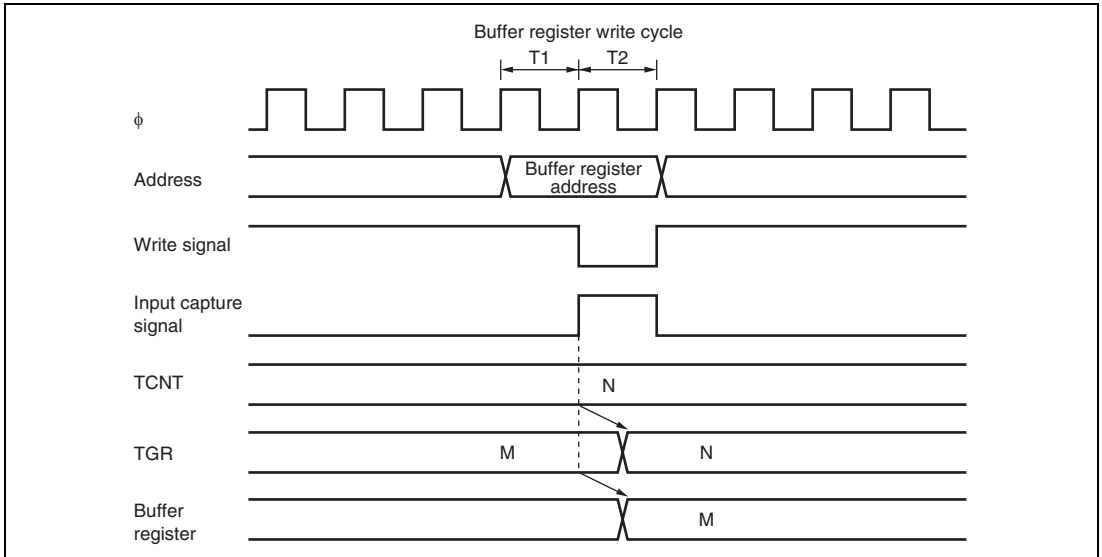 Buffer register write cycle
T1 T2
ϕ
Address
Buffer register
address
Write signal
Input capture
signal
TCNT
N
TGR
M N
Buffer
register
M